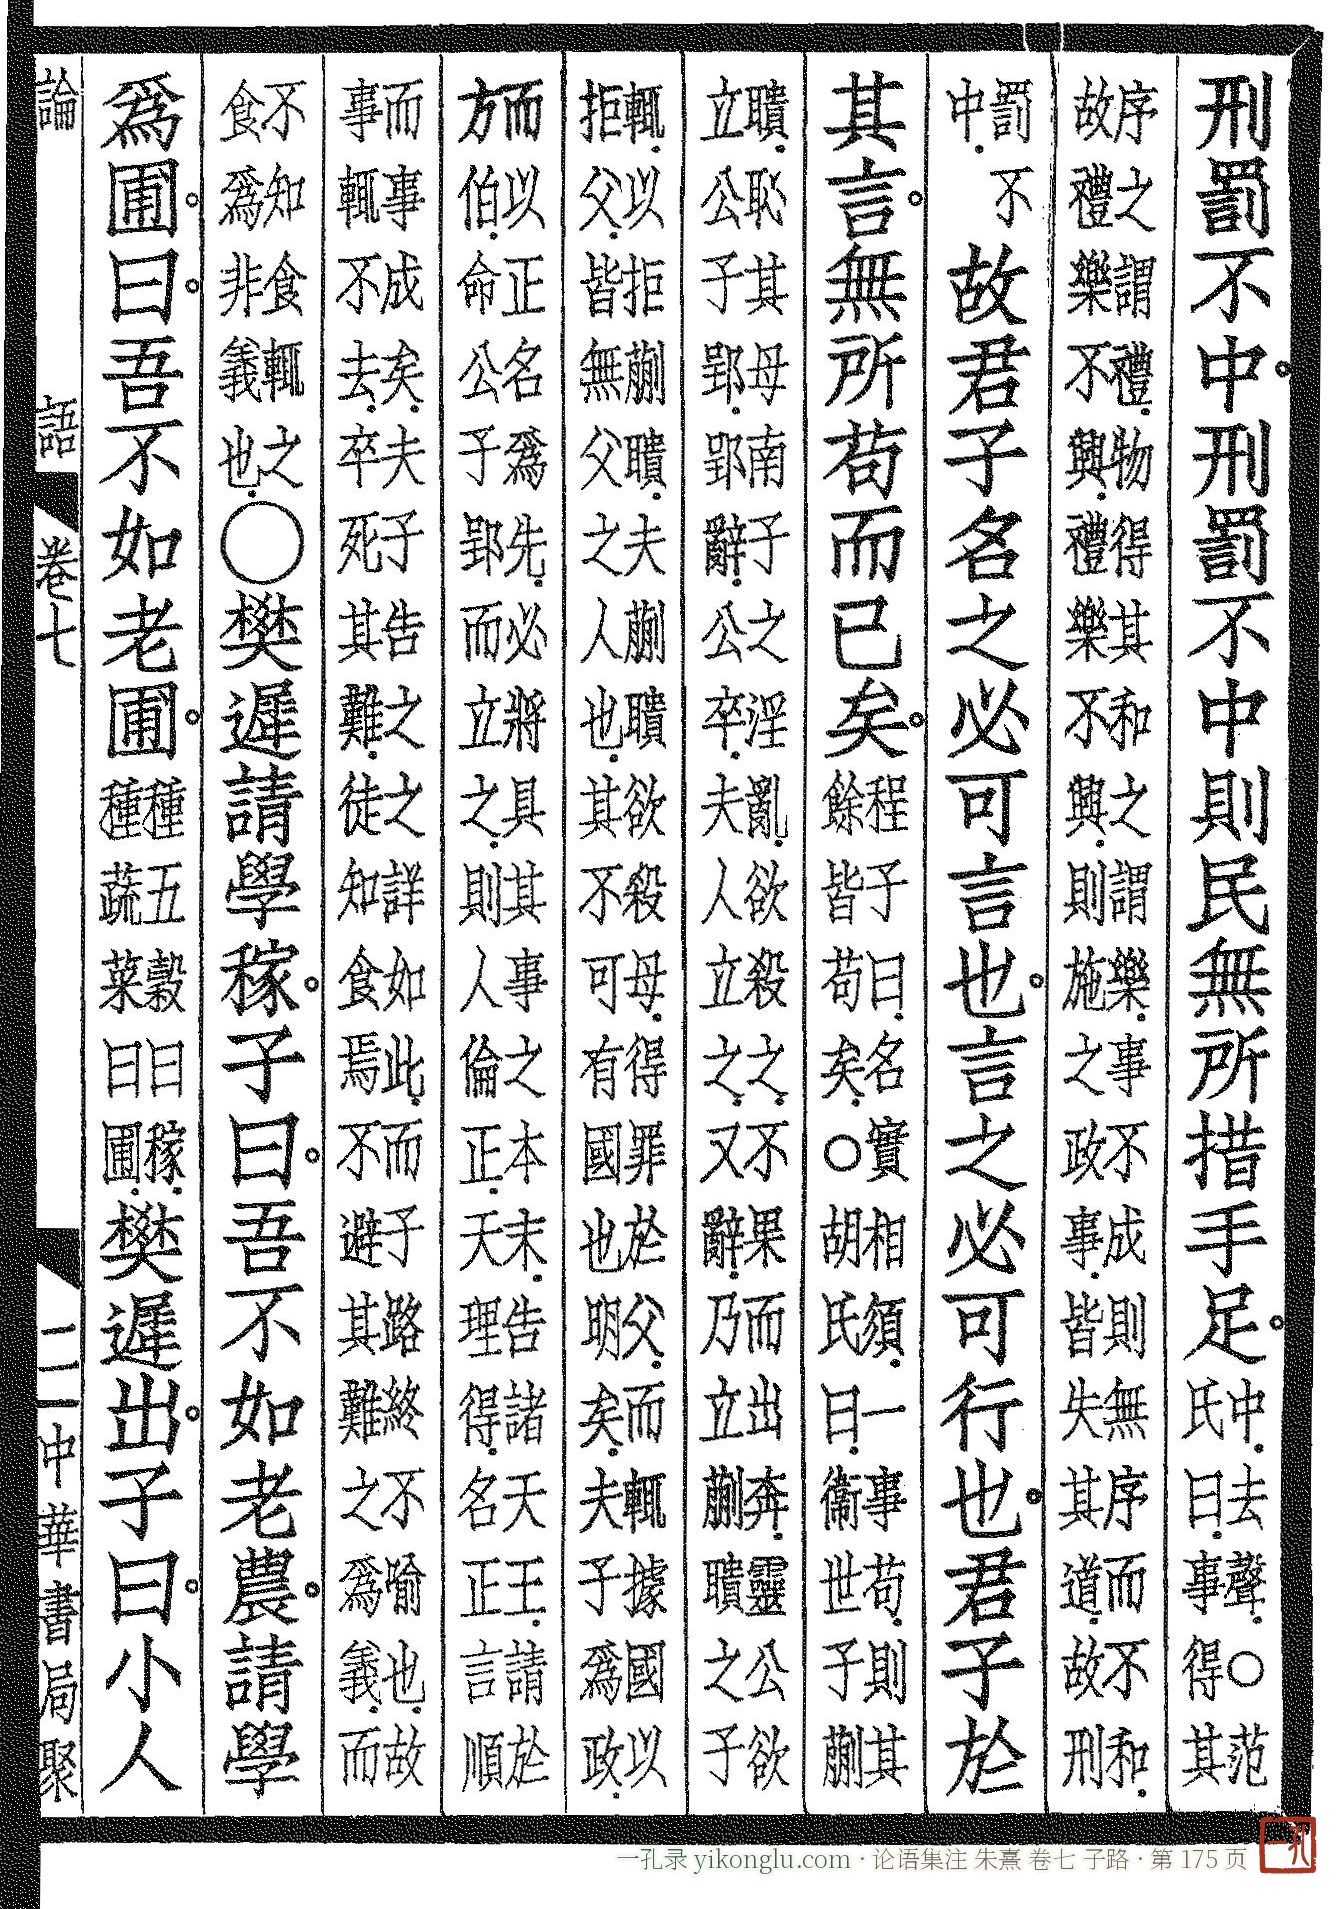 刑罰不中。刑罰不中則民無所措手足。中.去聲.○范氏曰.事得其
序之謂禮.物得其和之謂樂.事不成則無序而不和.
故禮樂不興.禮樂不興.則施之政事.皆失其道.故刑
罰不中.故君子名之必可言也。言之必可行也。君子於
其言。無所苟而已矣。程子曰.名實相須.一事苟.則其餘皆苟矣.○胡氏曰.衞世子蒯
聵.恥其母南子之淫亂.欲殺之.不果而出奔.靈公欲
立公子郢.郢辭.公卒.夫人立之.又辭.乃立蒯聵之子
輒.以拒蒯聵.夫蒯聵欲殺母.得罪於父.而輒據國以
拒父.皆無父之人也.其不可有國也明矣.夫子爲政.
而以正名爲先.必將具其事之本末.告諸天王.請於
方伯.命公子郢而立之.則人倫正.天理得.名正言順
而事成矣.夫子告之之詳如此.而子路終不喻也.故
事輒不去.卒死其難.徒知食焉不避其難之爲義.而
不知食輒之食爲非義也.○樊遲請學稼。子曰。吾不如老農。請學
爲圃。曰。吾不如老圃。種五穀曰稼.種蔬菜曰圃.樊遲出。子曰。小人
論語 卷七 二一 中華書局聚
一孔录 yikonglu.com · 论语集注 朱熹 卷七 子路 · 第 175 页
一孔